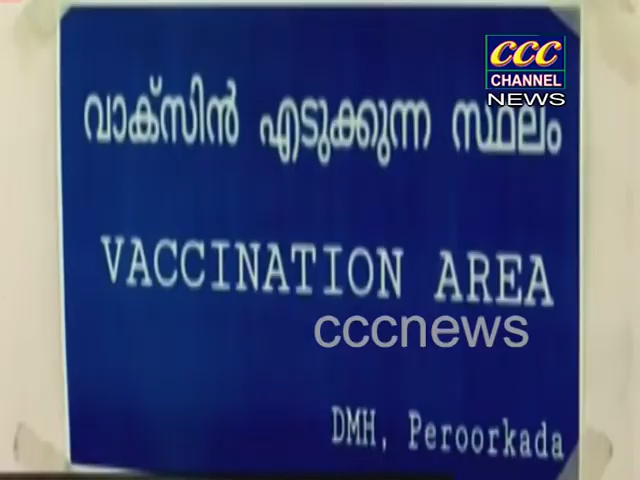 CCC
CHANNEL
NEWS
വാക്സിൻ എടുക്കുന്ന സ്ഥലം
VACCINATION AREA
cccnews
DMH, Peroorkada